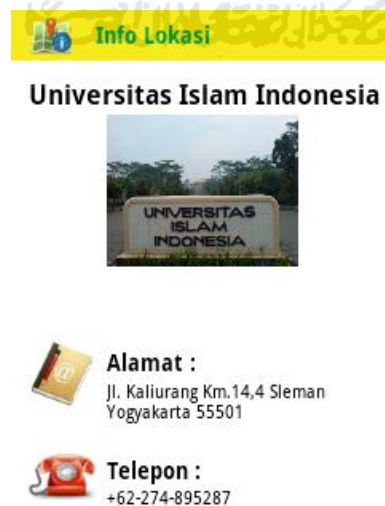 Info Lokasi
Universitas Islam Indonesia
UNIVERSITAS
ISLAM
INDONESIA
Alamat :
Jl. Kaliurang Km.14,4 Sleman
Yogyakarta 55501
Telepon :
+62-274-895287